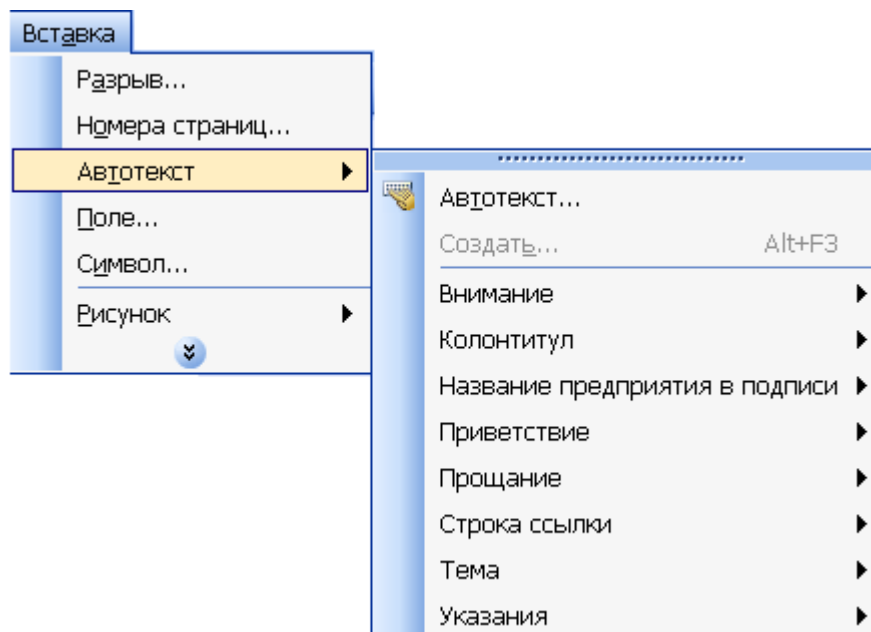 Вставка
Разрыв...
Номера страниц...
Автотекст
Поле...
Символ...
Рисунок
Автотекст...
Создать... Alt+F3
Внимание
Колонтитул
Название предприятия в подписи
Приветствие
Прощание
Строка ссылки
Тема
Указания